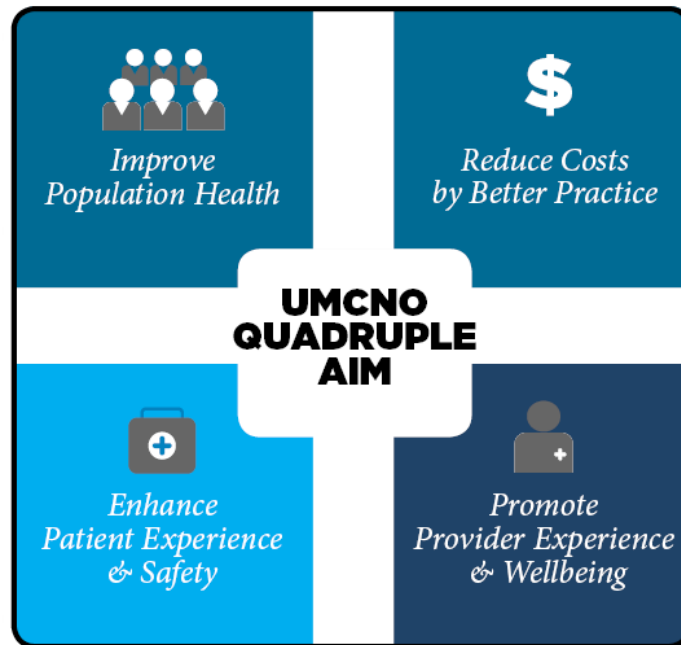 Improve
Population Health
$
Reduce Costs
by Better Practice
UMCNO
QUADRUPLE
AIM
Enhance
Patient Experience
& Safety
Promote
Provider Experience
& Wellbeing